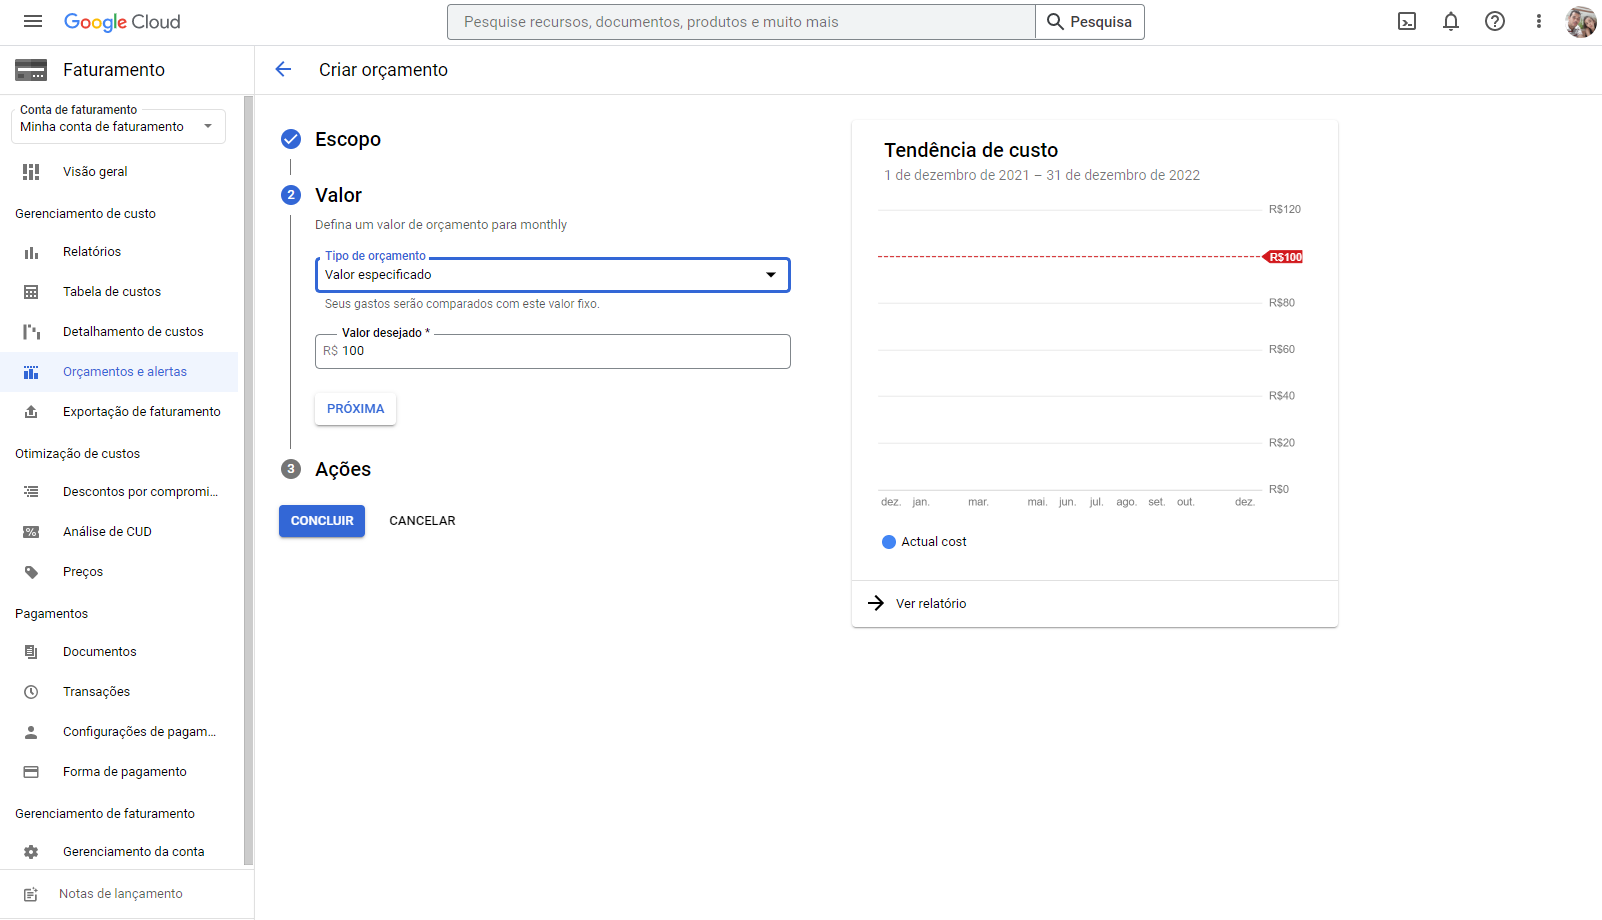 Google Cloud
Pesquise recursos, documentos, produtos e muito mais
Pesquisa
Faturamento
Criar orçamento
Conta de faturamento
Minha conta de faturamento
Visão geral
Gerenciamento de custo
Relatórios
Tabela de custos
Detalhamento de custos
Orçamentos e alertas
Exportação de faturamento
Otimização de custos
Descontos por compromi...
Análise de CUD
Preços
Pagamentos
Documentos
Transações
Configurações de pagam...
Forma de pagamento
Gerenciamento de faturamento
Gerenciamento da conta
Notas de lançamento
Escopo
2 Valor
Defina um valor de orçamento para monthly
Tipo de orçamento
Valor especificado
Seus gastos serão comparados com este valor fixo.
Valor desejado *
R$ 100
PRÓXIMA
3 Ações
CONCLUIR CANCELAR
Tendência de custo
1 de dezembro de 2021 – 31 de dezembro de 2022
R$120
R$100
R$80
R$60
R$40
R$20
R$0
dez. jan. mar. mai. jun. jul. ago. set. out. dez.
Actual cost
Ver relatório